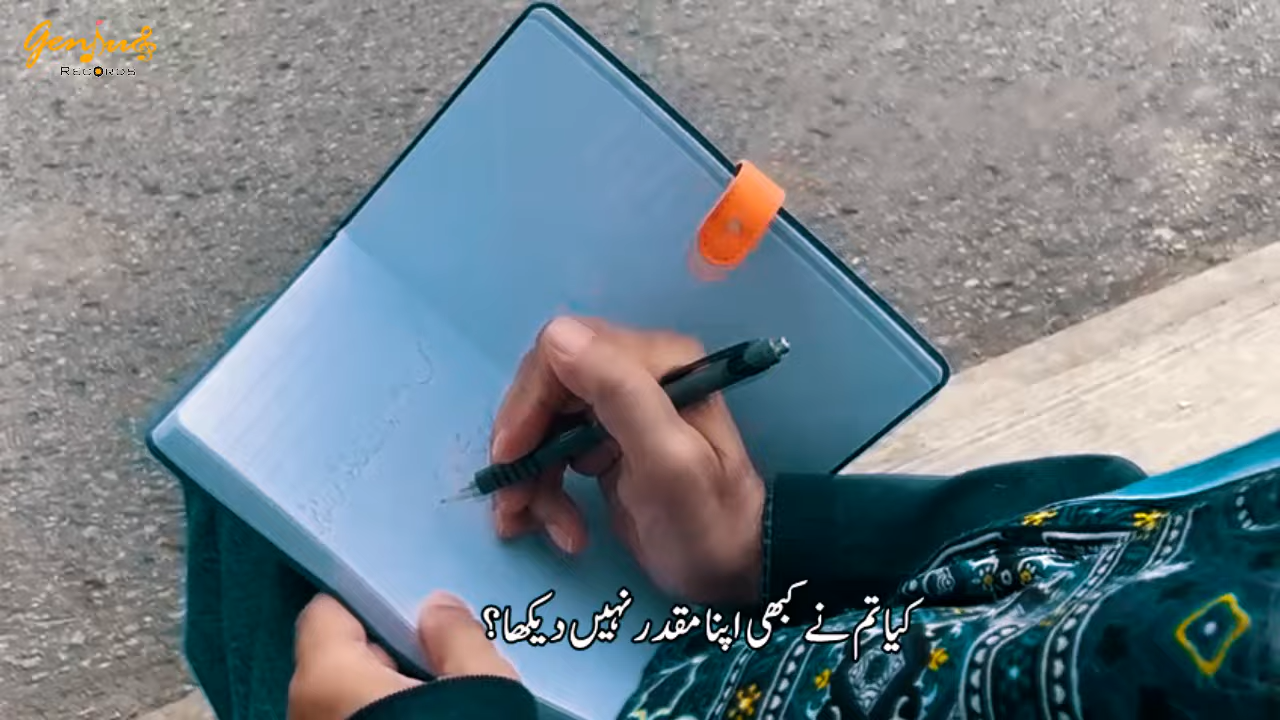 Genius
RECORDS
کیا تم نے کبھی اپنا مقدر نہیں دیکھا؟